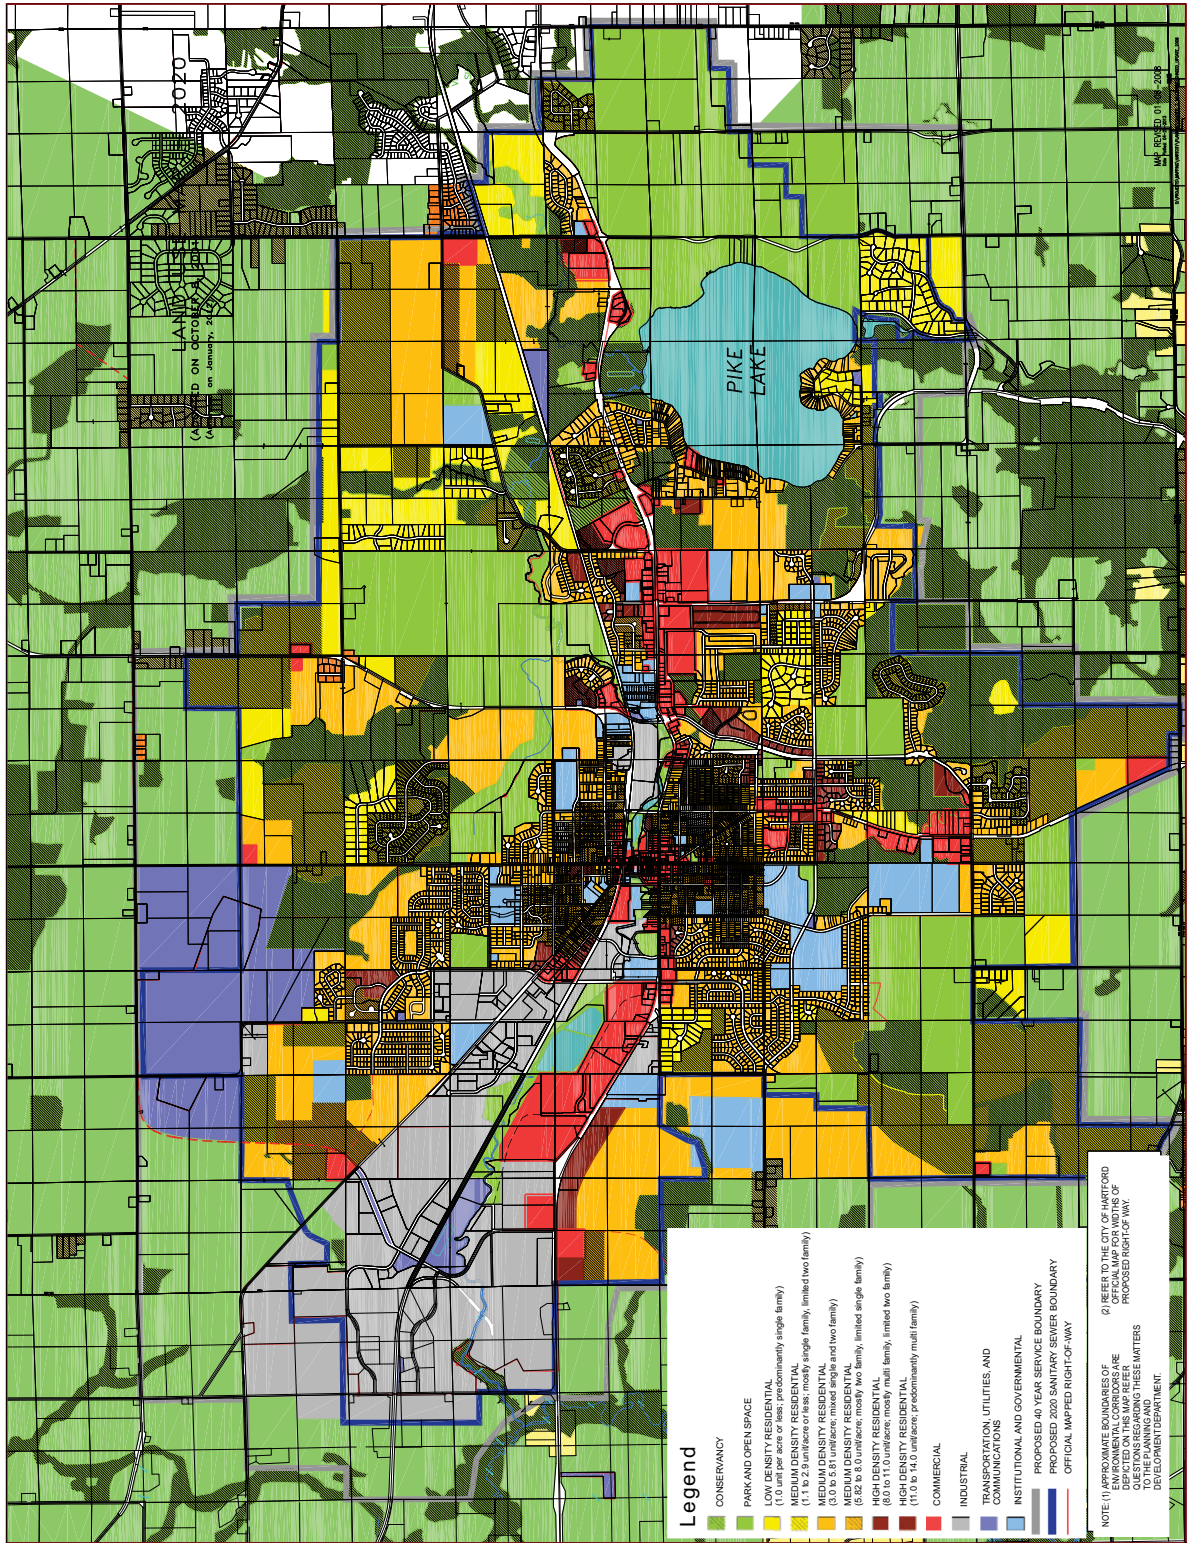 2020
LAND
ON OCTOBER
on January,
PIKE
LAKE
MAP REVISED 01
2008
Legend
CONSERVANCY
PARK AND OPEN SPACE
LOW DENSITY RESIDENTIAL
(1.0 unit per acre or less; predominantly single family)
MEDIUM DENSITY RESIDENTIAL
(1.1 to 2.9 unit/acre or less; mostly single family, limited two family)
MEDIUM DENSITY RESIDENTIAL
(3.0 to 5.81 unit/acre; mixed single and two family)
MEDIUM DENSITY RESIDENTIAL
(5.82 to 8.0 unit/acre; mostly two family, limited single family)
HIGH DENSITY RESIDENTIAL
(8.0 to 11.0 unit/acre; mostly multi family, limited two family)
HIGH DENSITY RESIDENTIAL
(11.0 to 14.0 unit/acre; predominantly multi family)
COMMERCIAL
INDUSTRIAL
TRANSPORTATION, UTILITIES, AND
COMMUNICATIONS
INSTITUTIONAL AND GOVERNMENTAL
PROPOSED 40 YEAR SERVICE BOUNDARY
PROPOSED 2020 SANITARY SEWER BOUNDARY
OFFICIAL MAPPED RIGHT-OF-WAY
NOTE: (1) APPROXIMATE BOUNDARIES OF
ENVIRONMENTAL CORRIDORS ARE
DEPICTED ON THIS MAP. REFER
QUESTIONS REGARDING THESE MATTERS
TO THE PLANNING AND
DEVELOPMENT DEPARTMENT.
(2) REFER TO THE CITY OF HARTFORD
OFFICIAL MAP FOR WIDTHS OF
PROPOSED RIGHT-OF WAY.